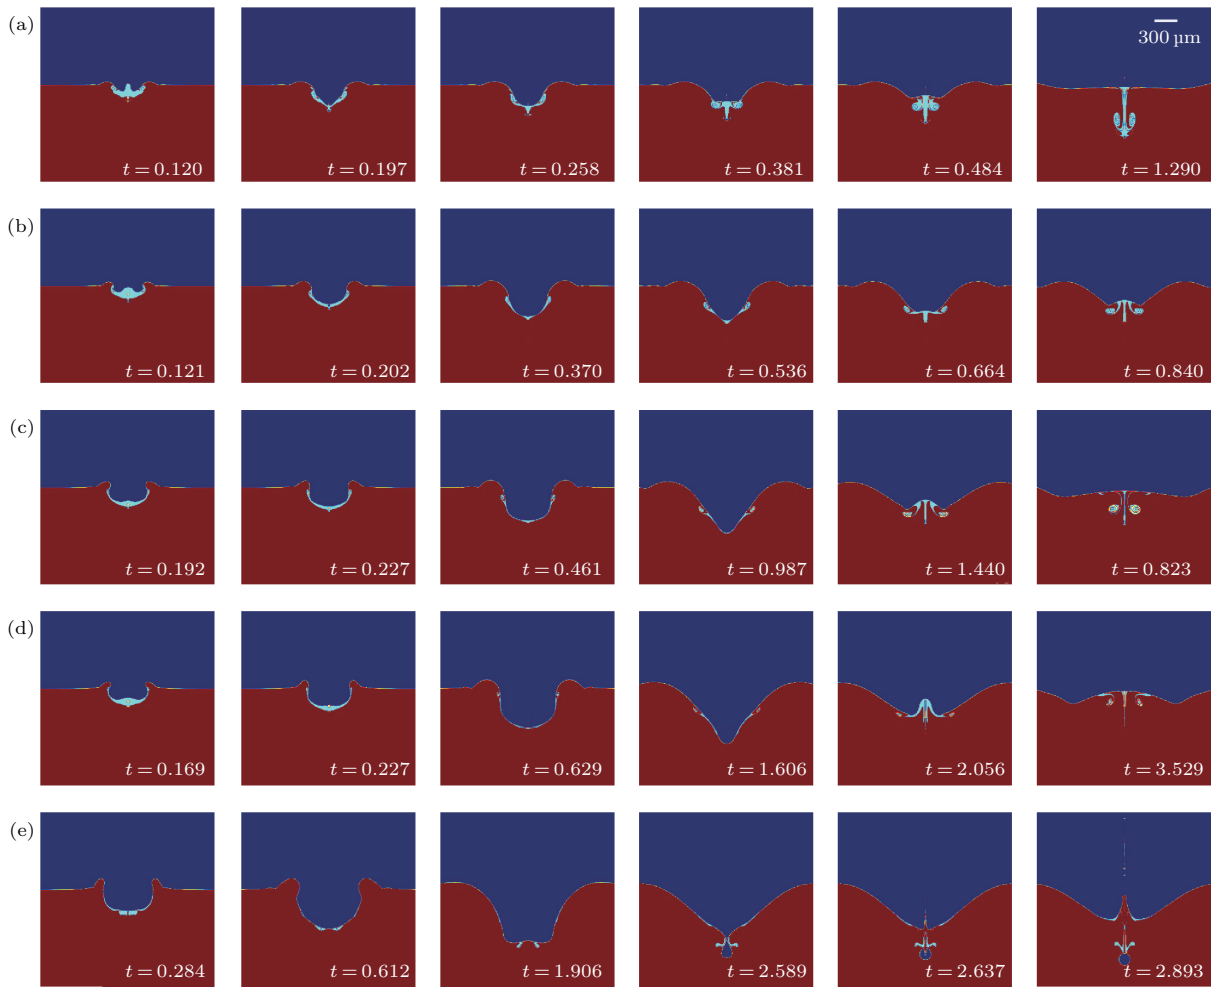 (a)
300 µm
t = 0.120
t = 0.197
t = 0.258
t = 0.381
t = 0.484
t = 1.290
(b)
t = 0.121
t = 0.202
t = 0.370
t = 0.536
t = 0.664
t = 0.840
(c)
t = 0.192
t = 0.227
t = 0.461
t = 0.987
t = 1.440
t = 0.823
(d)
t = 0.169
t = 0.227
t = 0.629
t = 1.606
t = 2.056
t = 3.529
(e)
t = 0.284
t = 0.612
t = 1.906
t = 2.589
t = 2.637
t = 2.893